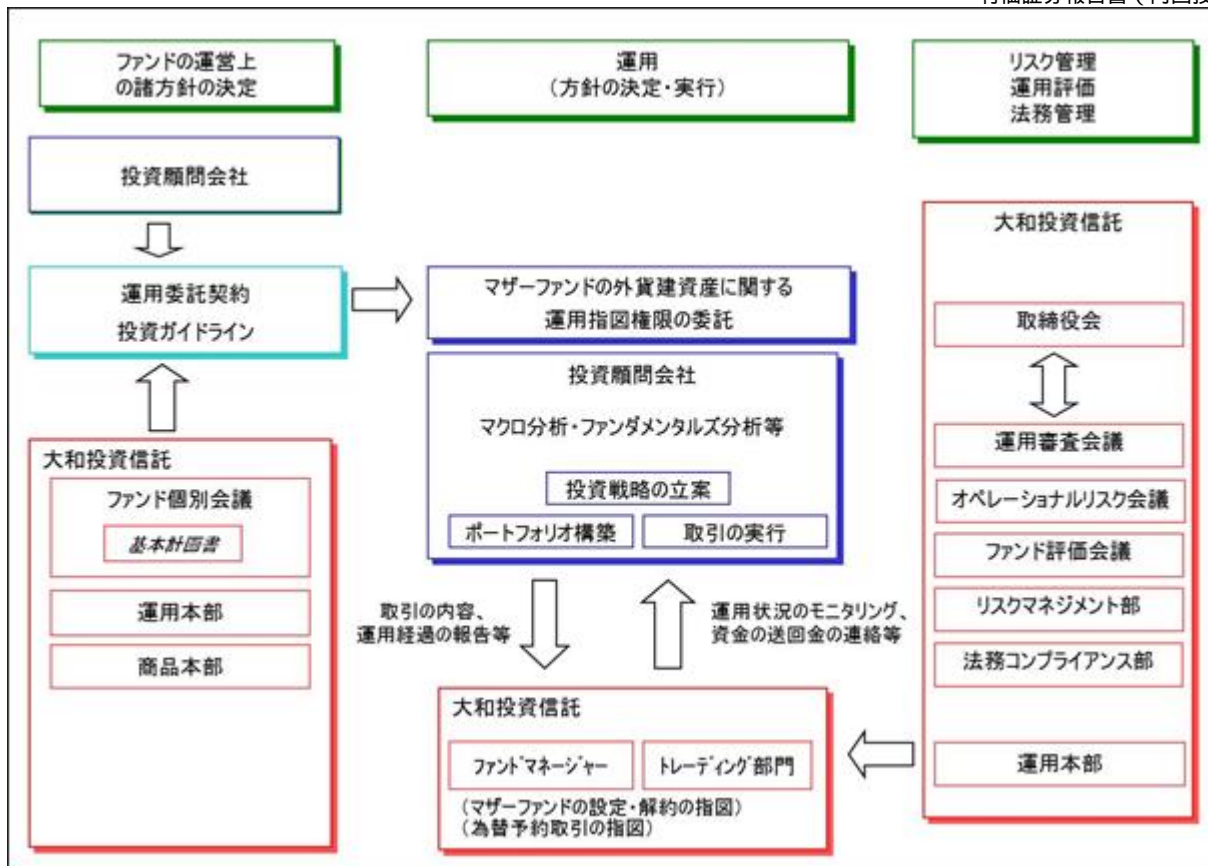 ファンドの運営上
の諸方針の決定
運用
(方針の決定・実行)
リスク管理
運用評価
法務管理
投資顧問会社
運用委託契約
投資ガイドライン
大和投資信託
ファンド個別会議
基本計画書
運用本部
商品本部
マザーファンドの外貨建資産に関する
運用指図権限の委託
投資顧問会社
マクロ分析・ファンダメンタルズ分析等
投資戦略の立案
ポートフォリオ構築
取引の実行
取引の内容、
運用経過の報告等
運用状況のモニタリング、
資金の送回金の連絡等
大和投資信託
ファンドマネージャー
トレーディング部門
(マザーファンドの設定・解約の指図)
(為替予約取引の指図)
大和投資信託
取締役会
運用審査会議
オペレーショナルリスク会議
ファンド評価会議
リスクマネジメント部
法務コンプライアンス部
運用本部